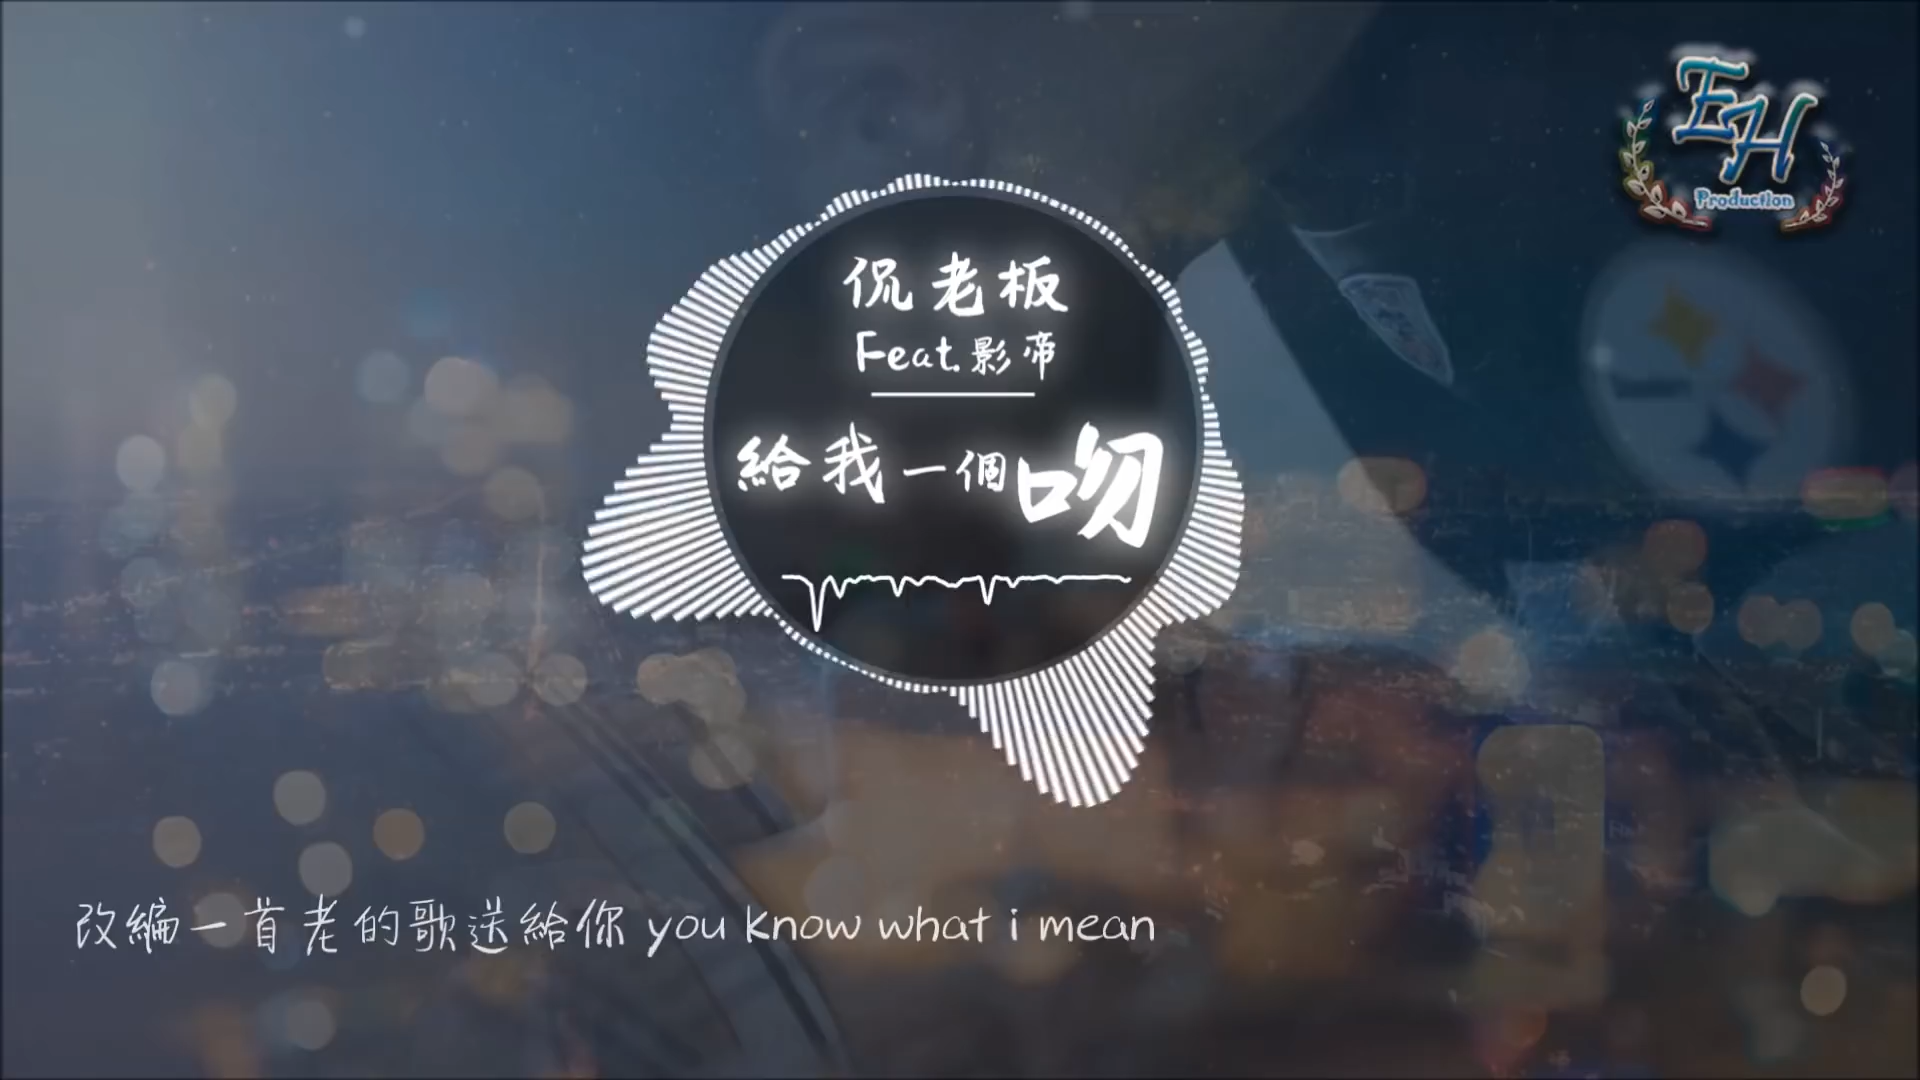 EH
Production
侃老板
Feat.影帝
給我一個吻
改編一首老的歌送給你 you know what i mean